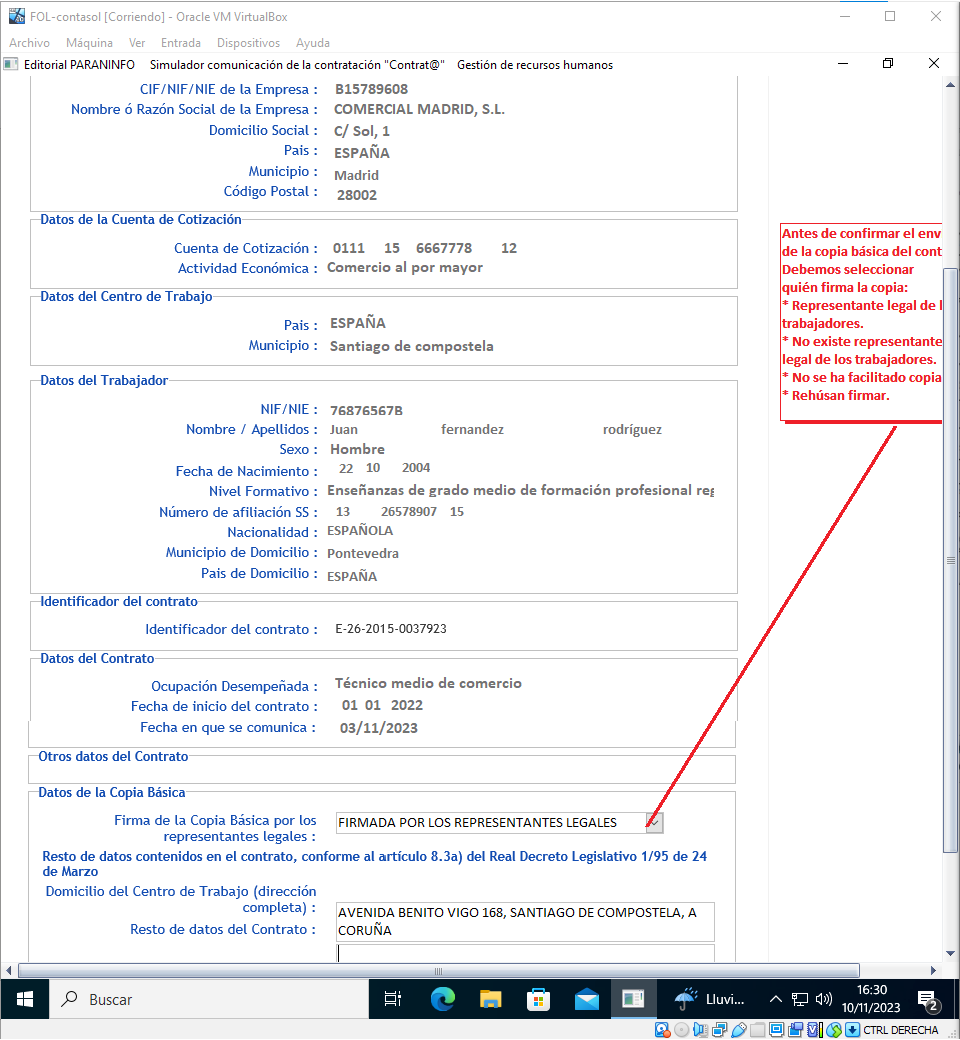 FOL-contasol [Corriendo] - Oracle VM VirtualBox
Archivo Máquina Ver Entrada Dispositivos Ayuda
Editorial PARANINFO Simulador comunicación de la contratación "Contrat@" Gestión de recursos humanos
CIF/NIF/NIE de la Empresa : B15789608
Nombre ó Razón Social de la Empresa : COMERCIAL MADRID, S.L.
Domicilio Social : C/ Sol, 1
Pais : ESPAÑA
Municipio : Madrid
Código Postal : 28002
Datos de la Cuenta de Cotización
Cuenta de Cotización : 0111 15 6667778 12
Actividad Económica : Comercio al por mayor
Datos del Centro de Trabajo
Pais : ESPAÑA
Municipio : Santiago de compostela
Datos del Trabajador
NIF/NIE : 76876567B
Nombre / Apellidos : Juan fernandez rodríguez
Sexo : Hombre
Fecha de Nacimiento : 22 10 2004
Nivel Formativo : Enseñanzas de grado medio de formación profesional reg
Número de afiliación SS : 13 26578907 15
Nacionalidad : ESPAÑOLA
Municipio de Domicilio : Pontevedra
Pais de Domicilio : ESPAÑA
Identificador del contrato
Identificador del contrato : E-26-2015-0037923
Datos del Contrato
Ocupación Desempeñada : Técnico medio de comercio
Fecha de inicio del contrato : 01 01 2022
Fecha en que se comunica : 03/11/2023
Otros datos del Contrato
Datos de la Copia Básica
Firma de la Copia Básica por los
representantes legales : FIRMADA POR LOS REPRESENTANTES LEGALES
Resto de datos contenidos en el contrato, conforme al artículo 8.3a) del Real Decreto Legislativo 1/95 de 24
de Marzo
Domicilio del Centro de Trabajo (dirección
completa) : AVENIDA BENITO VIGO 168, SANTIAGO DE COMPOSTELA, A
CORUÑA
Resto de datos del Contrato :
Antes de confirmar el env
de la copia básica del cont
Debemos seleccionar
quién firma la copia:
* Representante legal de l
trabajadores.
* No existe representante
legal de los trabajadores.
* No se ha facilitado copia
* Rehúsan firmar.
Buscar
Lluvi...
16:30
10/11/2023
2
CTRL DERECHA